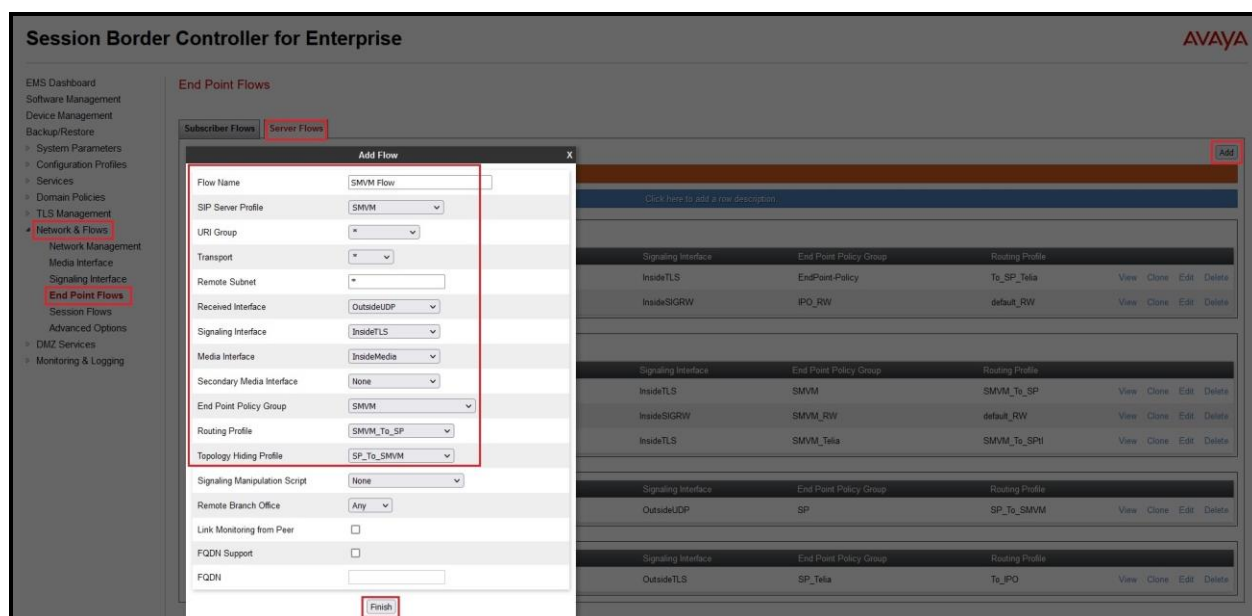 Session Border Controller for Enterprise
AVAYA
EMS Dashboard
Software Management
Device Management
Backup/Restore
System Parameters
Configuration Profiles
Services
Domain Policies
TLS Management
Network & Flows
Network Management
Media Interface
Signaling Interface
End Point Flows
Session Flows
Advanced Options
DMZ Services
Monitoring & Logging
End Point Flows
Subscriber Flows Server Flows
Add
Add Flow X
Flow Name SMVM Flow
SIP Server Profile SMVM
URI Group *
Transport *
Remote Subnet *
Received Interface OutsideUDP
Signaling Interface InsideTLS
Media Interface InsideMedia
Secondary Media Interface None
End Point Policy Group SMVM
Routing Profile SMVM_To_SP
Topology Hiding Profile SP_To_SMVM
Signaling Manipulation Script None
Remote Branch Office Any
Link Monitoring from Peer
FQDN Support
FQDN
Finish
Click here to add a row description.
Signaling Interface End Point Policy Group Routing Profile
InsideTLS EndPoint-Policy To_SP_Telia View Clone Edit Delete
InsideSIGRW IPO_RW default_RW View Clone Edit Delete
Signaling Interface End Point Policy Group Routing Profile
InsideTLS SMVM SMVM_To_SP View Clone Edit Delete
InsideSIGRW SMVM_RW default_RW View Clone Edit Delete
InsideTLS SMVM_Telia SMVM_To_SPtl View Clone Edit Delete
Signaling Interface End Point Policy Group Routing Profile
OutsideUDP SP SP_To_SMVM View Clone Edit Delete
Signaling Interface End Point Policy Group Routing Profile
OutsideTLS SP_Telia To_IPO View Clone Edit Delete